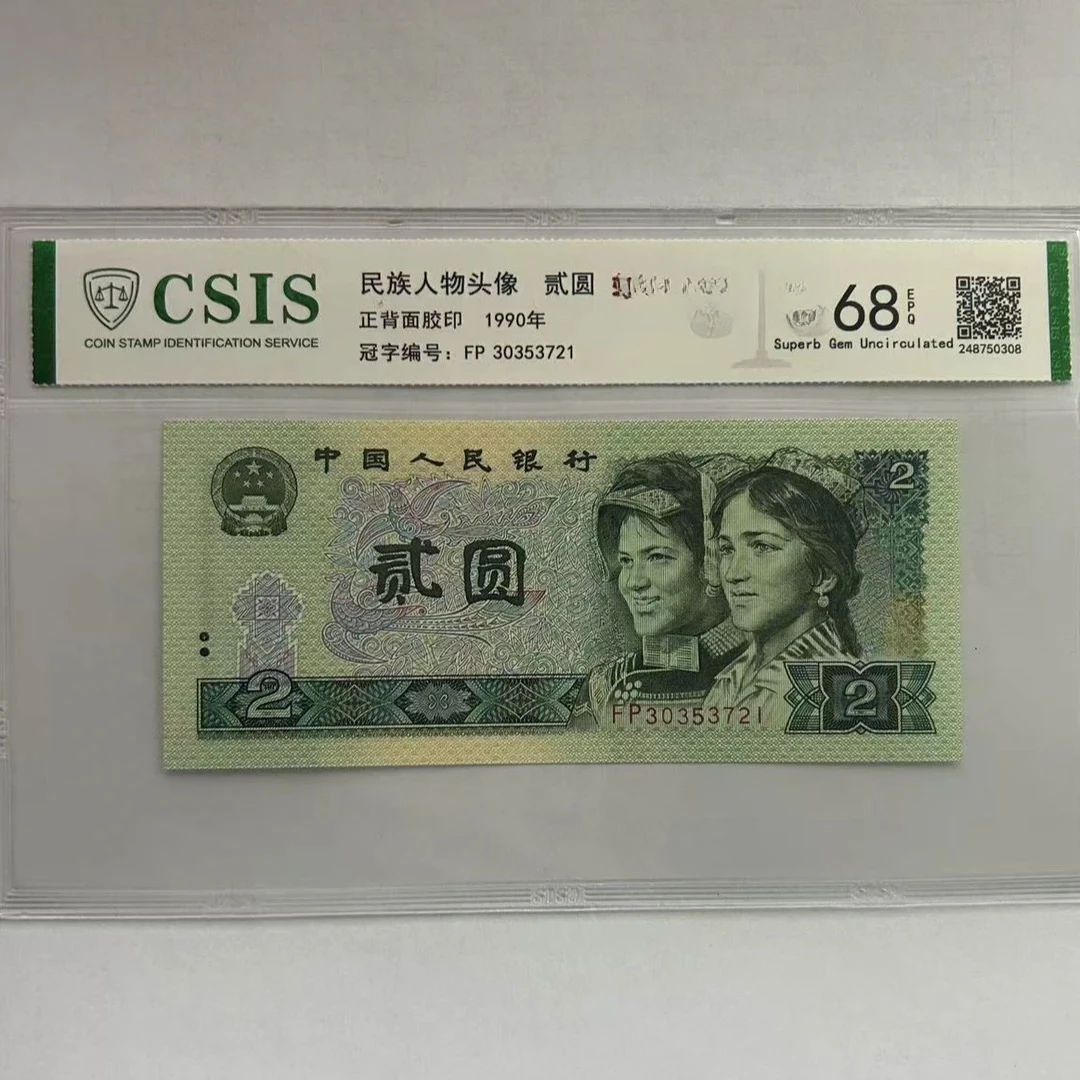 CSIS
COIN STAMP IDENTIFICATION SERVICE
民族人物头像 贰圆
正背面胶印 1990年
冠字编号：FP 30353721
68 EPQ
Superb Gem Uncirculated
248750308
中国人民银行
2
贰圆
2
FP30353721
2